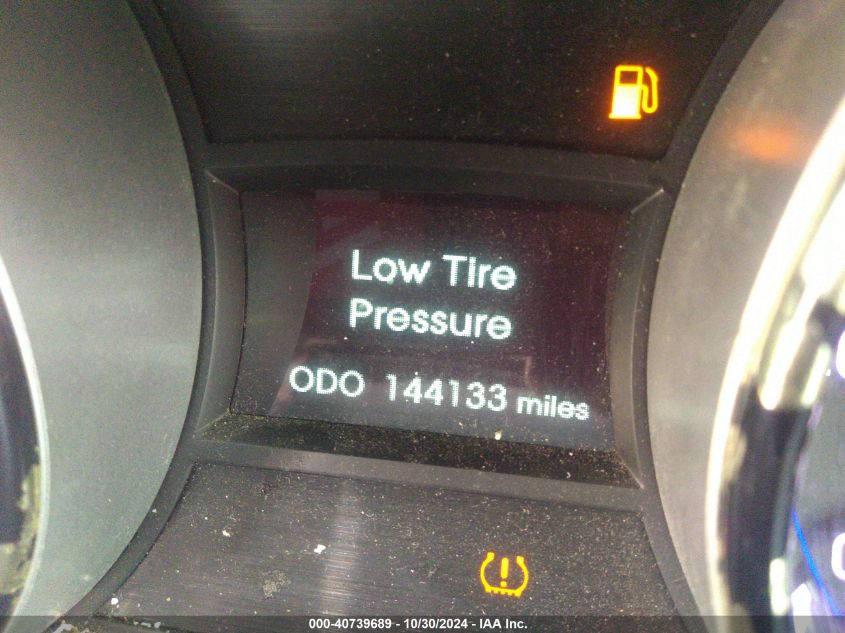 Low Tire
Pressure
ODO 144133 miles
000-40739689 - 10/30/2024 - IAA Inc.